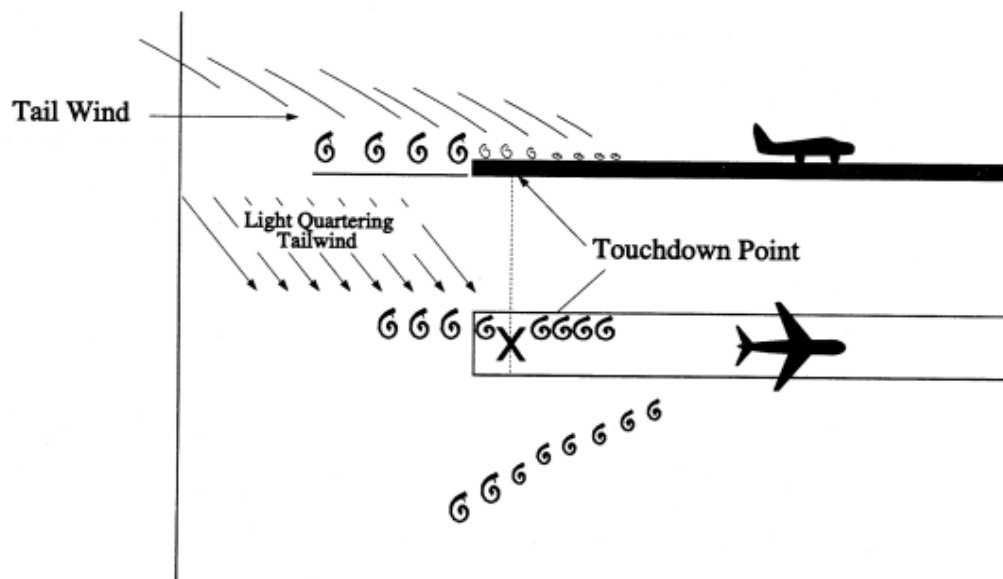 Tail Wind
Light Quartering
Tailwind
Touchdown Point
X